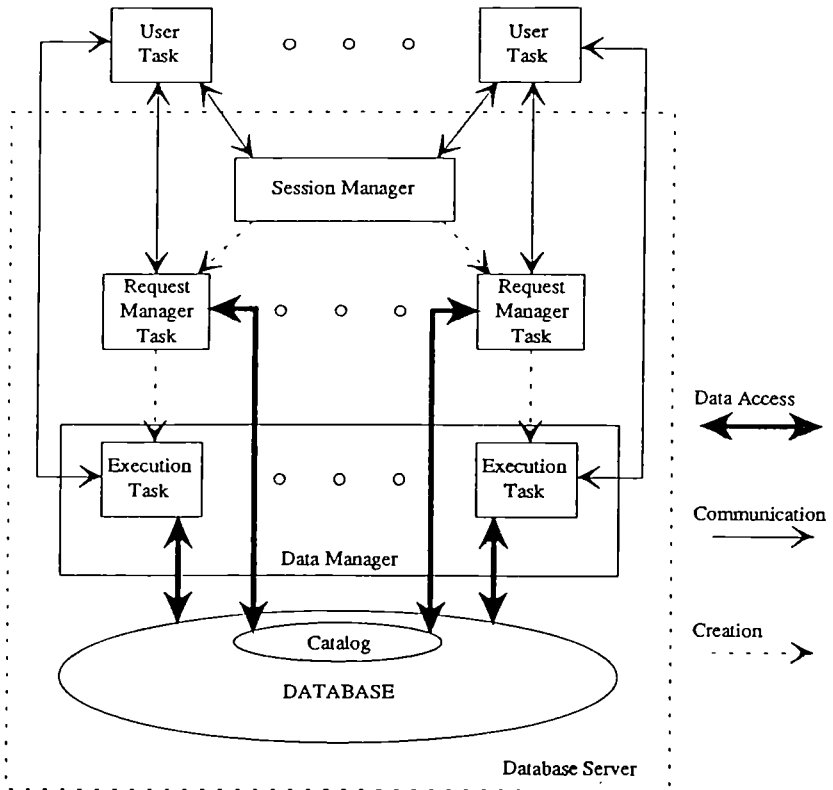 User
Task
User
Task
Session Manager
Request
Manager
Task
Request
Manager
Task
Data Access
Execution
Task
Execution
Task
Communication
Data Manager
Creation
Catalog
DATABASE
Database Server